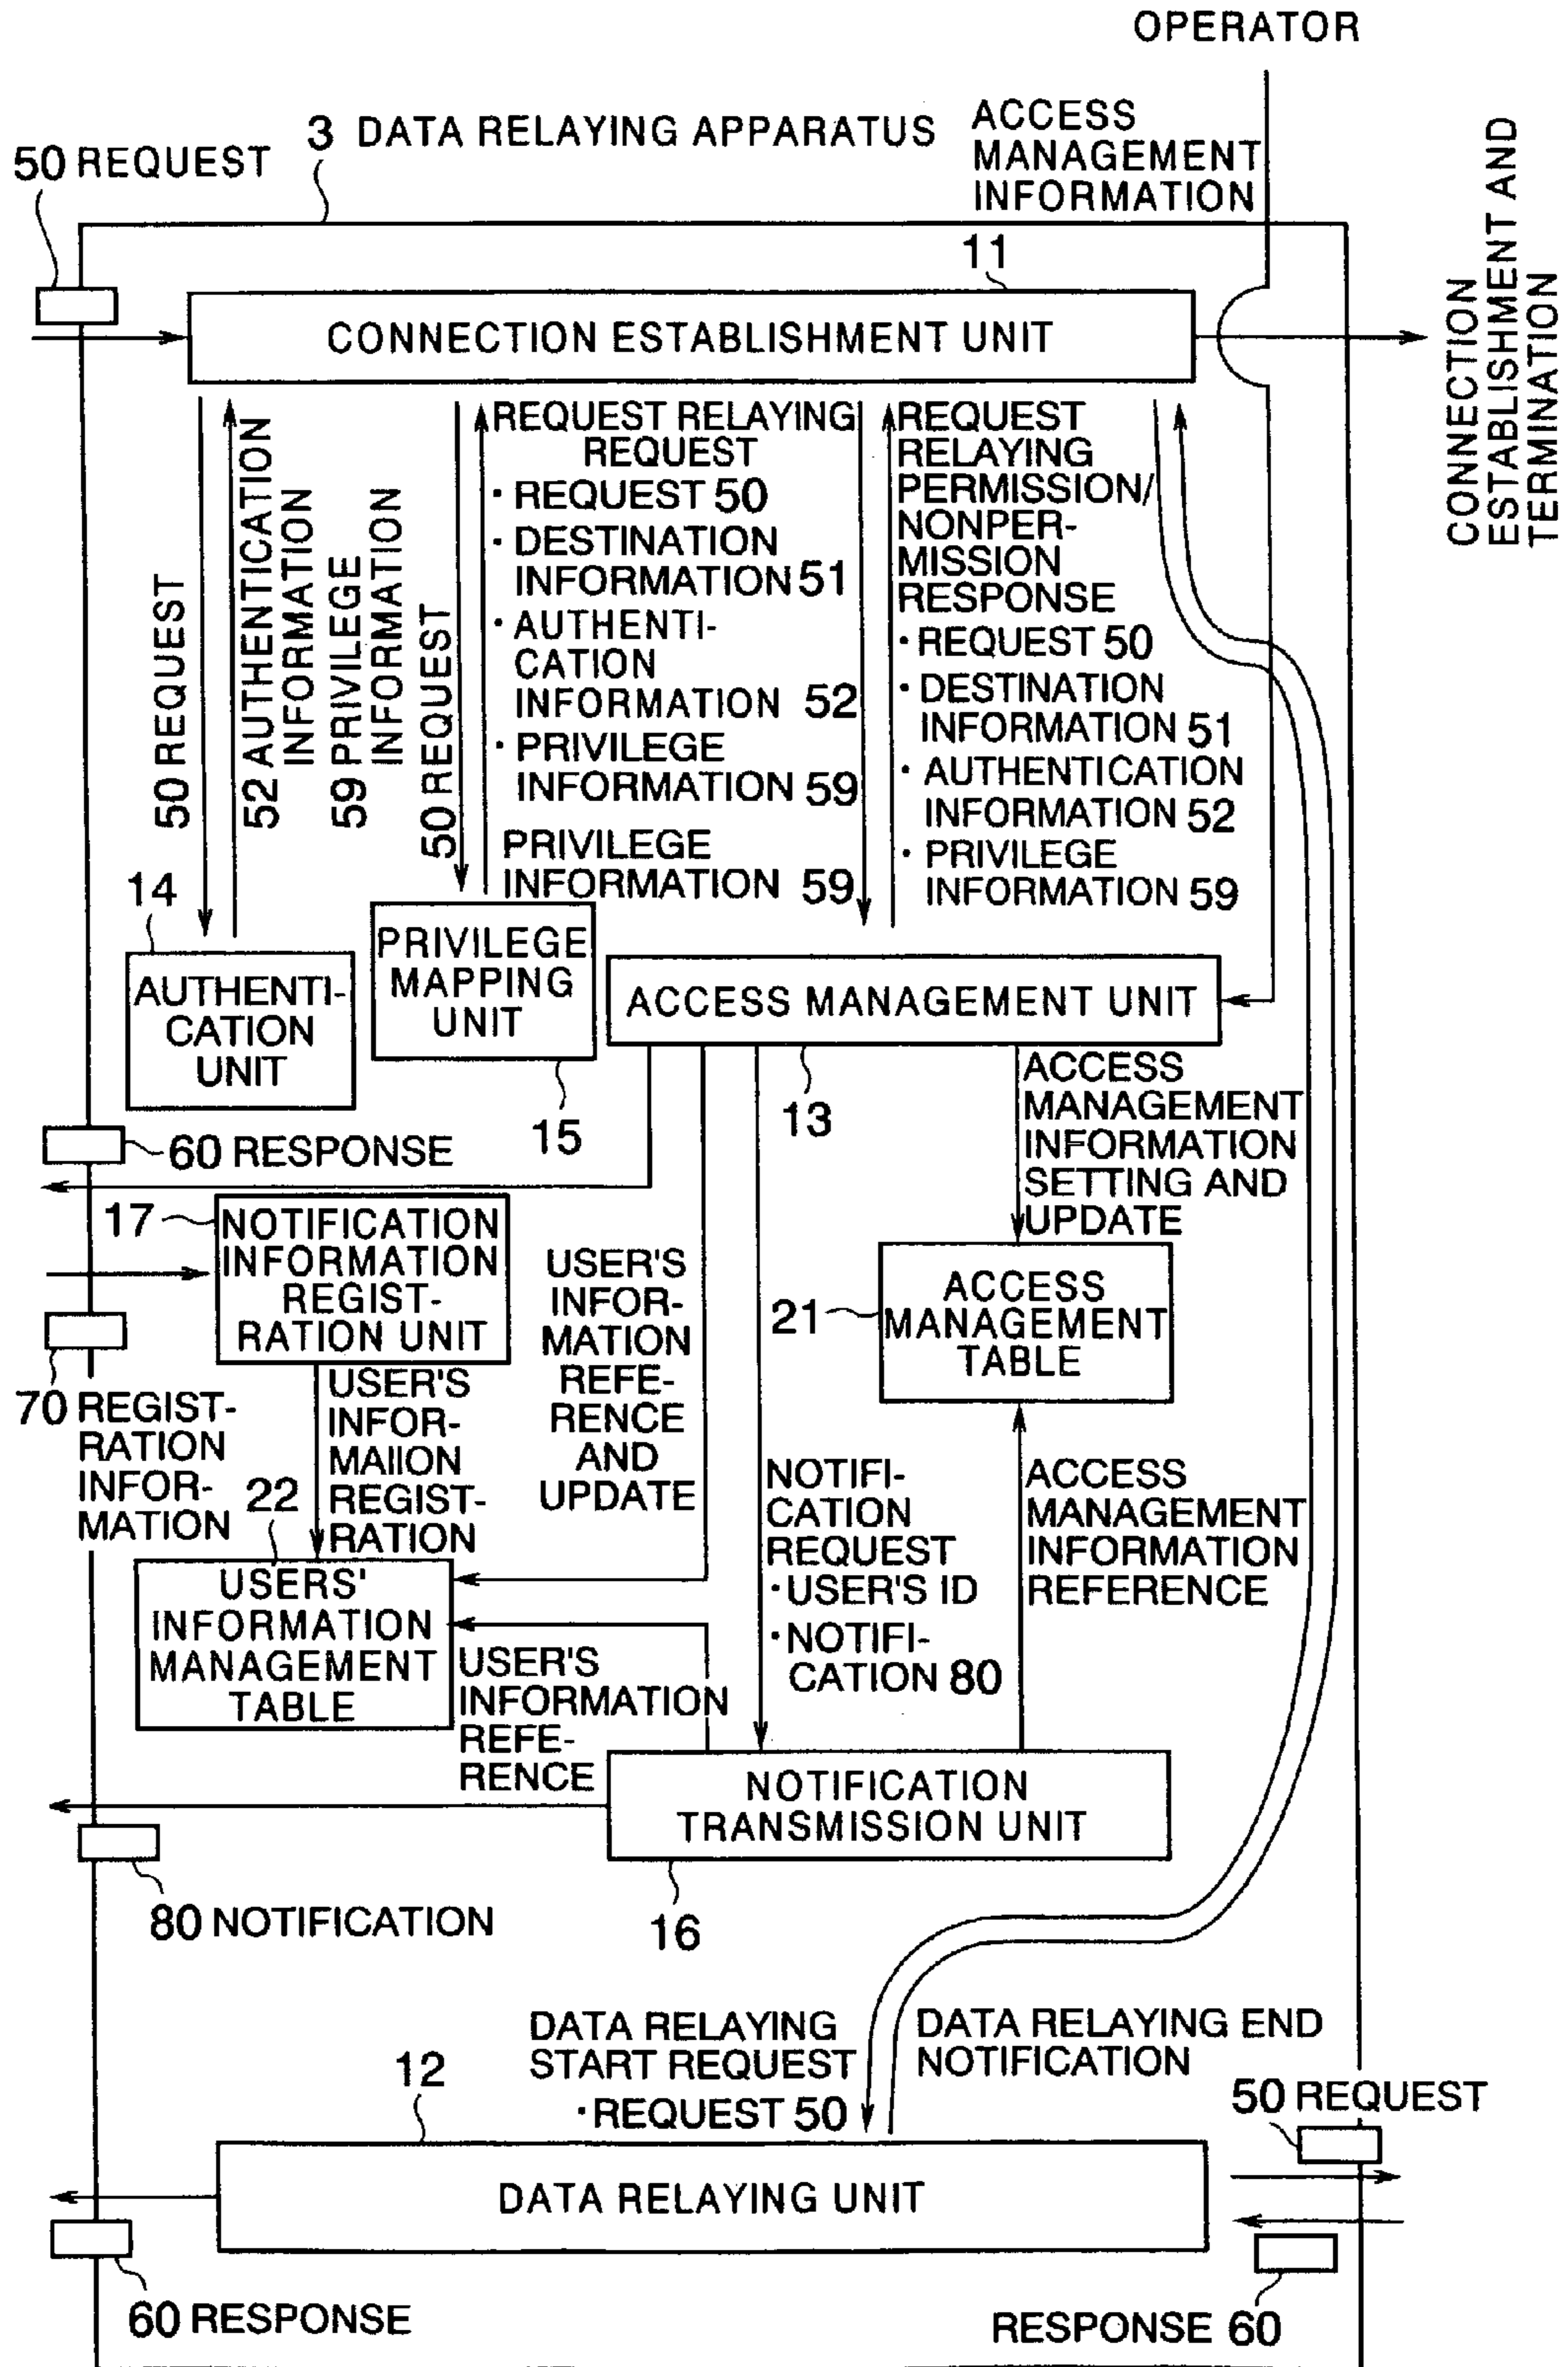 OPERATOR
3 DATA RELAYING APPARATUS
ACCESS
MANAGEMENT
INFORMATION
50 REQUEST
CONNECTION
ESTABLISHMENT AND
TERMINATION
11
CONNECTION ESTABLISHMENT UNIT
50 REQUEST
52 AUTHENTICATION
INFORMATION
59 PRIVILEGE
INFORMATION
50 REQUEST
REQUEST RELAYING
REQUEST
· REQUEST 50
· DESTINATION
INFORMATION 51
· AUTHENTI-
CATION
INFORMATION 52
· PRIVILEGE
INFORMATION 59
PRIVILEGE
INFORMATION 59
REQUEST
RELAYING
PERMISSION/
NONPER-
MISSION
RESPONSE
· REQUEST 50
· DESTINATION
INFORMATION 51
· AUTHENTICATION
INFORMATION 52
· PRIVILEGE
INFORMATION 59
14
AUTHENTI-
CATION
UNIT
PRIVILEGE
MAPPING
UNIT
15
ACCESS MANAGEMENT UNIT
13
ACCESS
MANAGEMENT
INFORMATION
SETTING AND
UPDATE
60 RESPONSE
17
NOTIFICATION
INFORMATION
REGIST-
RATION UNIT
70 REGIST-
RATION
INFOR-
MATION
USER'S
INFOR-
MAIION
REGIST-
RATION
USER'S
INFOR-
MATION
REFE-
RENCE
AND
UPDATE
21
ACCESS
MANAGEMENT
TABLE
22
USERS'
INFORMATION
MANAGEMENT
TABLE
NOTIFI-
CATION
REQUEST
· USER'S ID
· NOTIFI-
CATION 80
ACCESS
MANAGEMENT
INFORMATION
REFERENCE
USER'S
INFORMATION
REFE-
RENCE
NOTIFICATION
TRANSMISSION UNIT
16
80 NOTIFICATION
DATA RELAYING
START REQUEST
· REQUEST 50
DATA RELAYING END
NOTIFICATION
12
50 REQUEST
DATA RELAYING UNIT
60 RESPONSE
RESPONSE 60